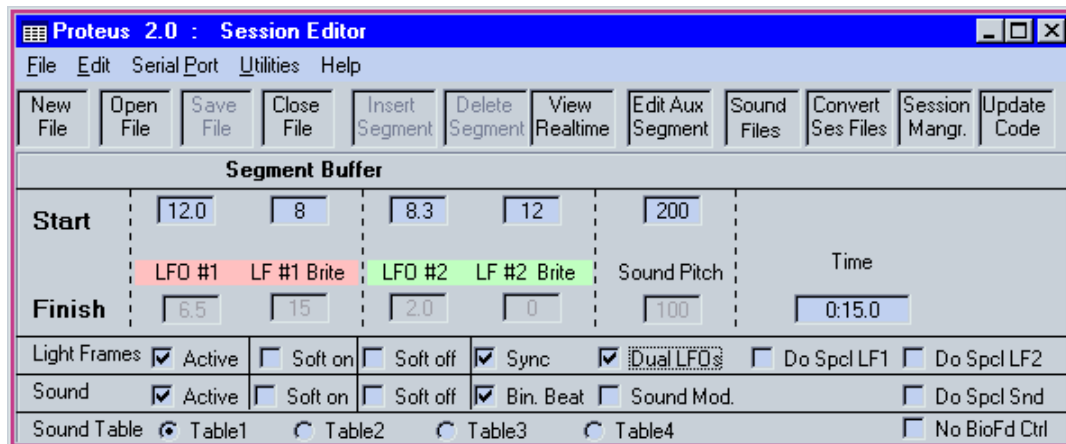 Proteus 2.0 : Session Editor
File Edit Serial Port Utilities Help
New File Open File Save File Close File Insert Segment Delete Segment View Realtime Edit Aux Segment Sound Files Convert Ses Files Session Mangr. Update Code
Segment Buffer
Start 12.0 8 8.3 12 200
LFO #1 LF #1 Brite LFO #2 LF #2 Brite Sound Pitch Time
Finish 6.5 15 2.0 0 100 0:15.0
Light Frames Active Soft on Soft off Sync Dual LFOs Do Spcl LF1 Do Spcl LF2
Sound Active Soft on Soft off Bin. Beat Sound Mod. Do Spcl Snd
Sound Table Table1 Table2 Table3 Table4 No BioFd Ctrl